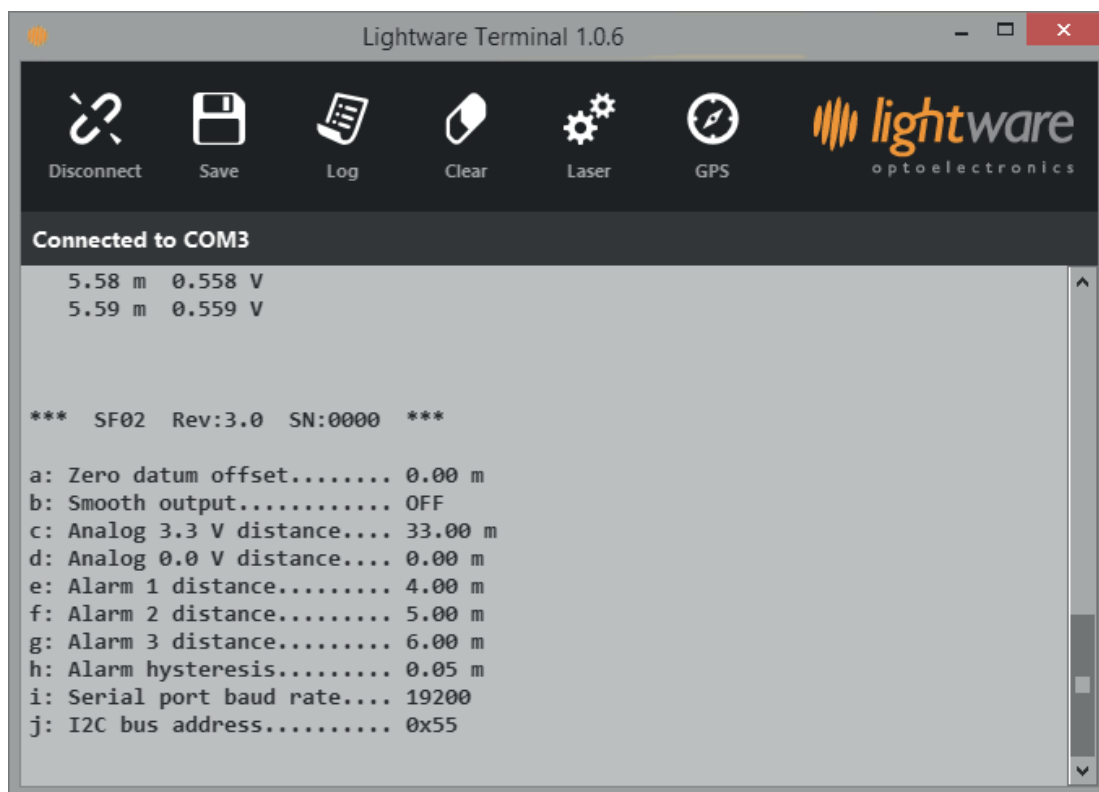 Lightware Terminal 1.0.6
Disconnect Save Log Clear Laser GPS
lightware
optoelectronics
Connected to COM3
5.58 m 0.558 V
5.59 m 0.559 V
*** SF02 Rev:3.0 SN:0000 ***
a: Zero datum offset........ 0.00 m
b: Smooth output............ OFF
c: Analog 3.3 V distance.... 33.00 m
d: Analog 0.0 V distance.... 0.00 m
e: Alarm 1 distance......... 4.00 m
f: Alarm 2 distance......... 5.00 m
g: Alarm 3 distance......... 6.00 m
h: Alarm hysteresis......... 0.05 m
i: Serial port baud rate.... 19200
j: I2C bus address.......... 0x55